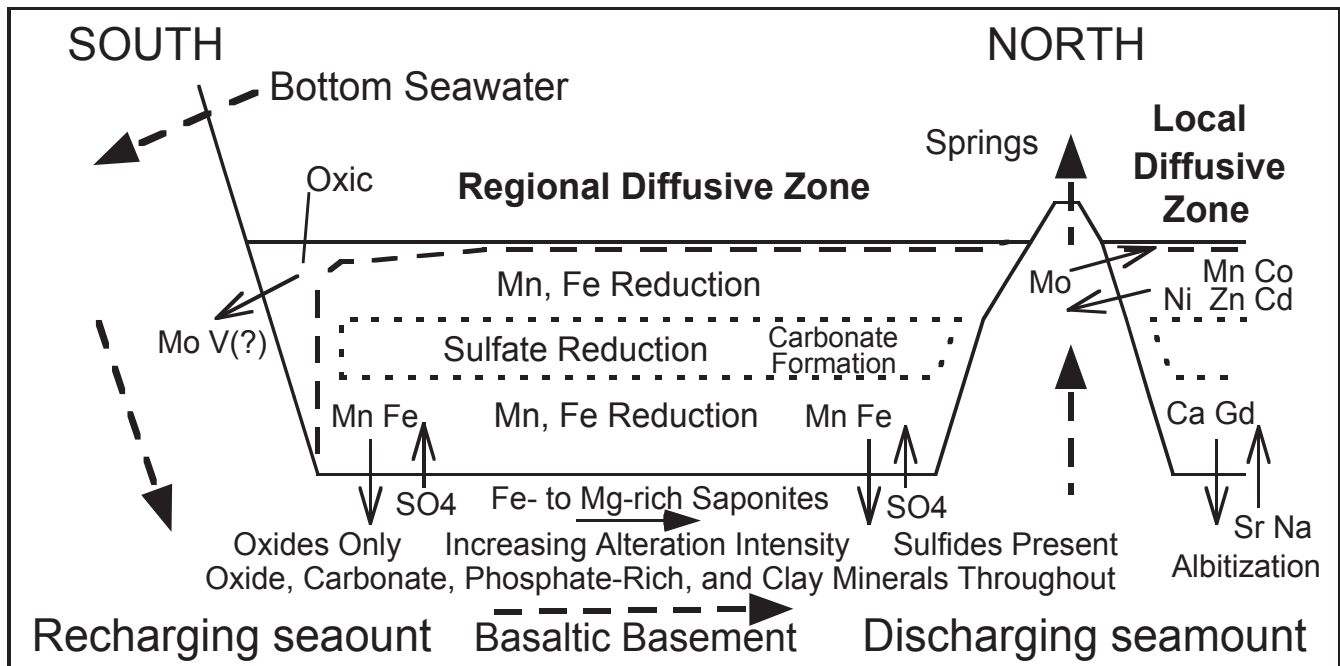 SOUTH
NORTH
Bottom Seawater
Springs
Local
Diffusive
Zone
Oxic
Regional Diffusive Zone
Mn, Fe Reduction
Mo
Mn Co
Ni Zn Cd
Mo V(?)
Sulfate Reduction
Carbonate
Formation
Mn Fe
Mn, Fe Reduction
Mn Fe
Ca Gd
SO4
Fe- to Mg-rich Saponites
SO4
Sr Na
Oxides Only
Increasing Alteration Intensity
Sulfides Present
Albitization
Oxide, Carbonate, Phosphate-Rich, and Clay Minerals Throughout
Recharging seaount
Basaltic Basement
Discharging seamount